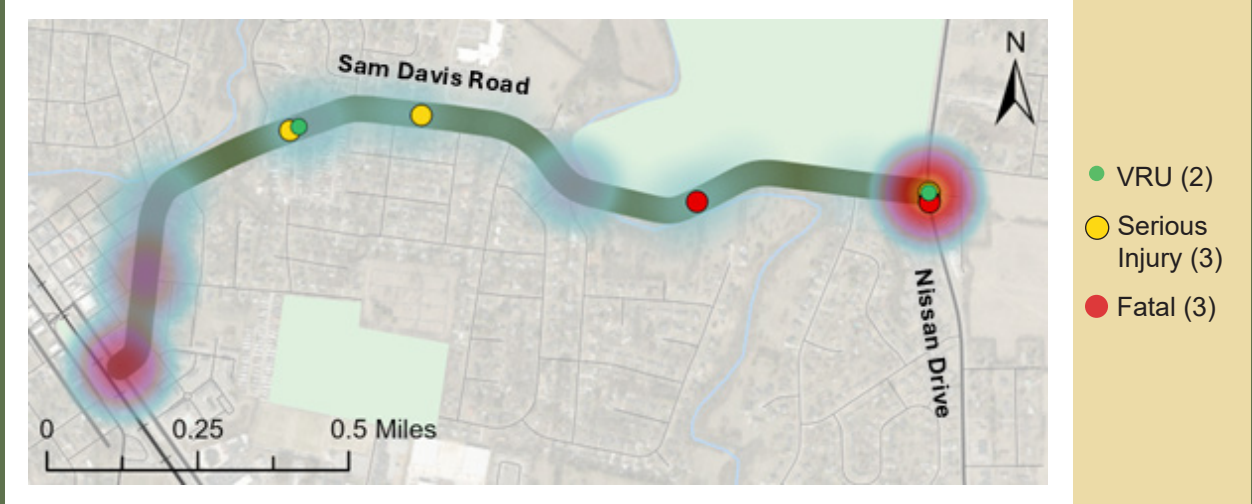 Sam Davis Road
N
Nissan Drive
0 0.25 0.5 Miles
VRU (2)
Serious
Injury (3)
Fatal (3)